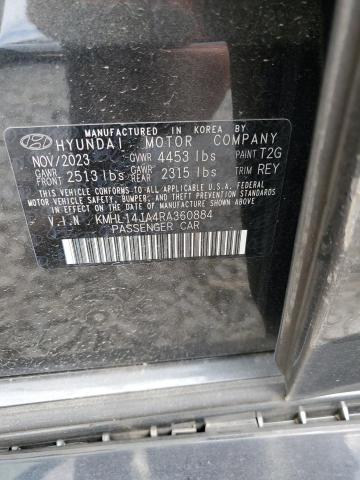 MANUFACTURED IN KOREA BY
HYUNDAI MOTOR COMPANY
NOV/2023 GVWR 4453 lbs PAINT T2G
GAWR FRONT 2513 lbs GAWR REAR 2315 lbs TRIM REY
THIS VEHICLE CONFORMS TO ALL APPLICABLE U.S.A. FEDERAL
MOTOR VEHICLE SAFETY, BUMPER, AND THEFT PREVENTION
STANDARDS IN EFFECT ON THE DATE OF MANUFACTURE SHOWN ABOVE.
V.I.N KMHL14JA4RA360884
PASSENGER CAR